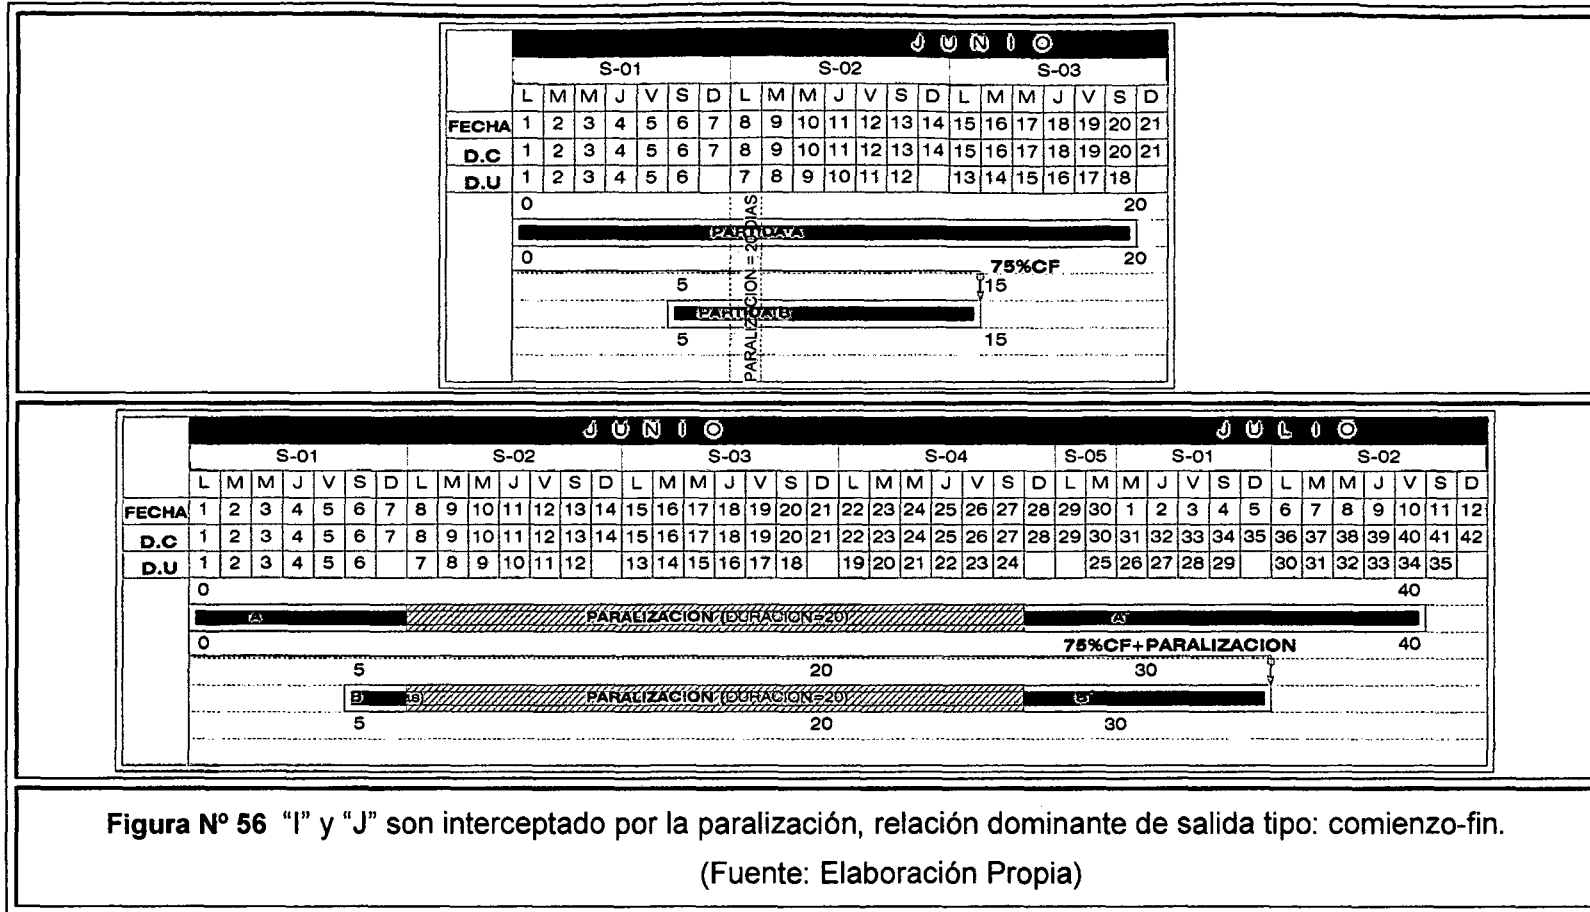 JUNIO
S-01 S-02 S-03
L M M J V S D L M M J V S D L M M J V S D
FECHA 1 2 3 4 5 6 7 8 9 10 11 12 13 14 15 16 17 18 19 20 21
D.C 1 2 3 4 5 6 7 8 9 10 11 12 13 14 15 16 17 18 19 20 21
D.U 1 2 3 4 5 6 7 8 9 10 11 12 13 14 15 16 17 18
0 20
PARTIDA A
PARALIZACION = 20 DIAS
0 20
75%CF
5 15
PARTIDA B
5 15
JUNIO JULIO
S-01 S-02 S-03 S-04 S-05 S-01 S-02
L M M J V S D L M M J V S D L M M J V S D L M M J V S D L M M J V S D L M M J V S D
FECHA 1 2 3 4 5 6 7 8 9 10 11 12 13 14 15 16 17 18 19 20 21 22 23 24 25 26 27 28 29 30 1 2 3 4 5 6 7 8 9 10 11 12
D.C 1 2 3 4 5 6 7 8 9 10 11 12 13 14 15 16 17 18 19 20 21 22 23 24 25 26 27 28 29 30 31 32 33 34 35 36 37 38 39 40 41 42
D.U 1 2 3 4 5 6 7 8 9 10 11 12 13 14 15 16 17 18 19 20 21 22 23 24 25 26 27 28 29 30 31 32 33 34 35
0 40
A PARALIZACION (DURACION=20) A'
0 75%CF+PARALIZACION 40
5 20 30
B PARALIZACION (DURACION=20) B'
5 20 30
Figura Nº 56 "I" y "J" son interceptado por la paralización, relación dominante de salida tipo: comienzo-fin.
(Fuente: Elaboración Propia)